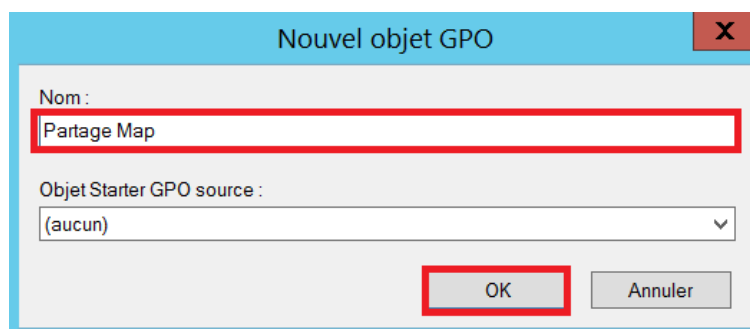 Nouvel objet GPO
X
Nom :
Partage Map
Objet Starter GPO source :
(aucun)
OK Annuler